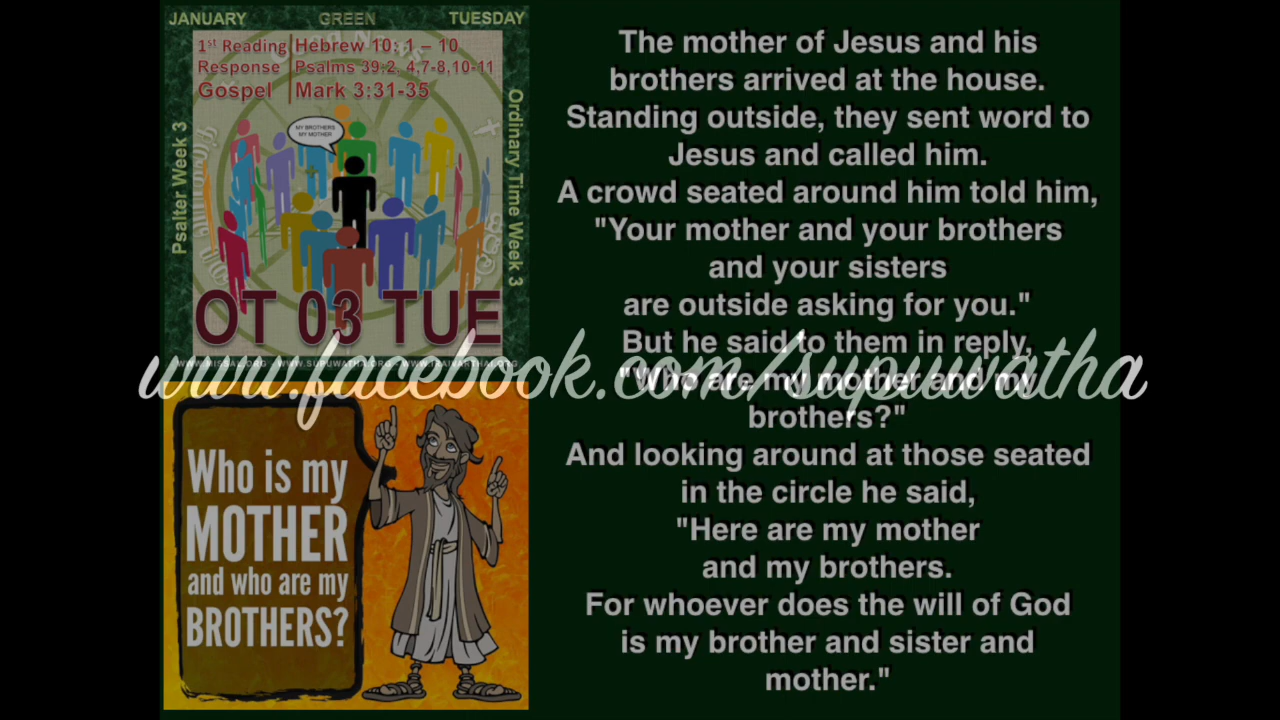 JANUARY GREEN TUESDAY
1st Reading Hebrew 10: 1 – 10
Response Psalms 39:2. 4,7-8,10-11
Gospel Mark 3:31-35
Psalter Week 3
Ordinary Time Week 3
MY BROTHERS
MY MOTHER
OT 03 TUE
www.facebook.com/supuwatha
Who is my
MOTHER
and who are my
BROTHERS?
The mother of Jesus and his
brothers arrived at the house.
Standing outside, they sent word to
Jesus and called him.
A crowd seated around him told him,
"Your mother and your brothers
and your sisters
are outside asking for you."
But he said to them in reply,
"Who are my mother and my
brothers?"
And looking around at those seated
in the circle he said,
"Here are my mother
and my brothers.
For whoever does the will of God
is my brother and sister and
mother."